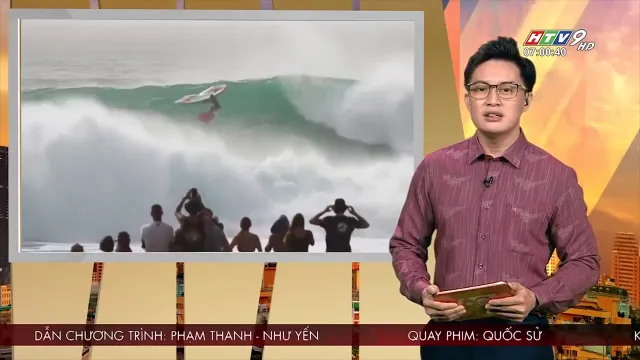 HTV9 HD
07:00:40
DẪN CHƯƠNG TRÌNH: PHẠM THANH - NHƯ YẾN QUAY PHIM: QUỐC SỬ K